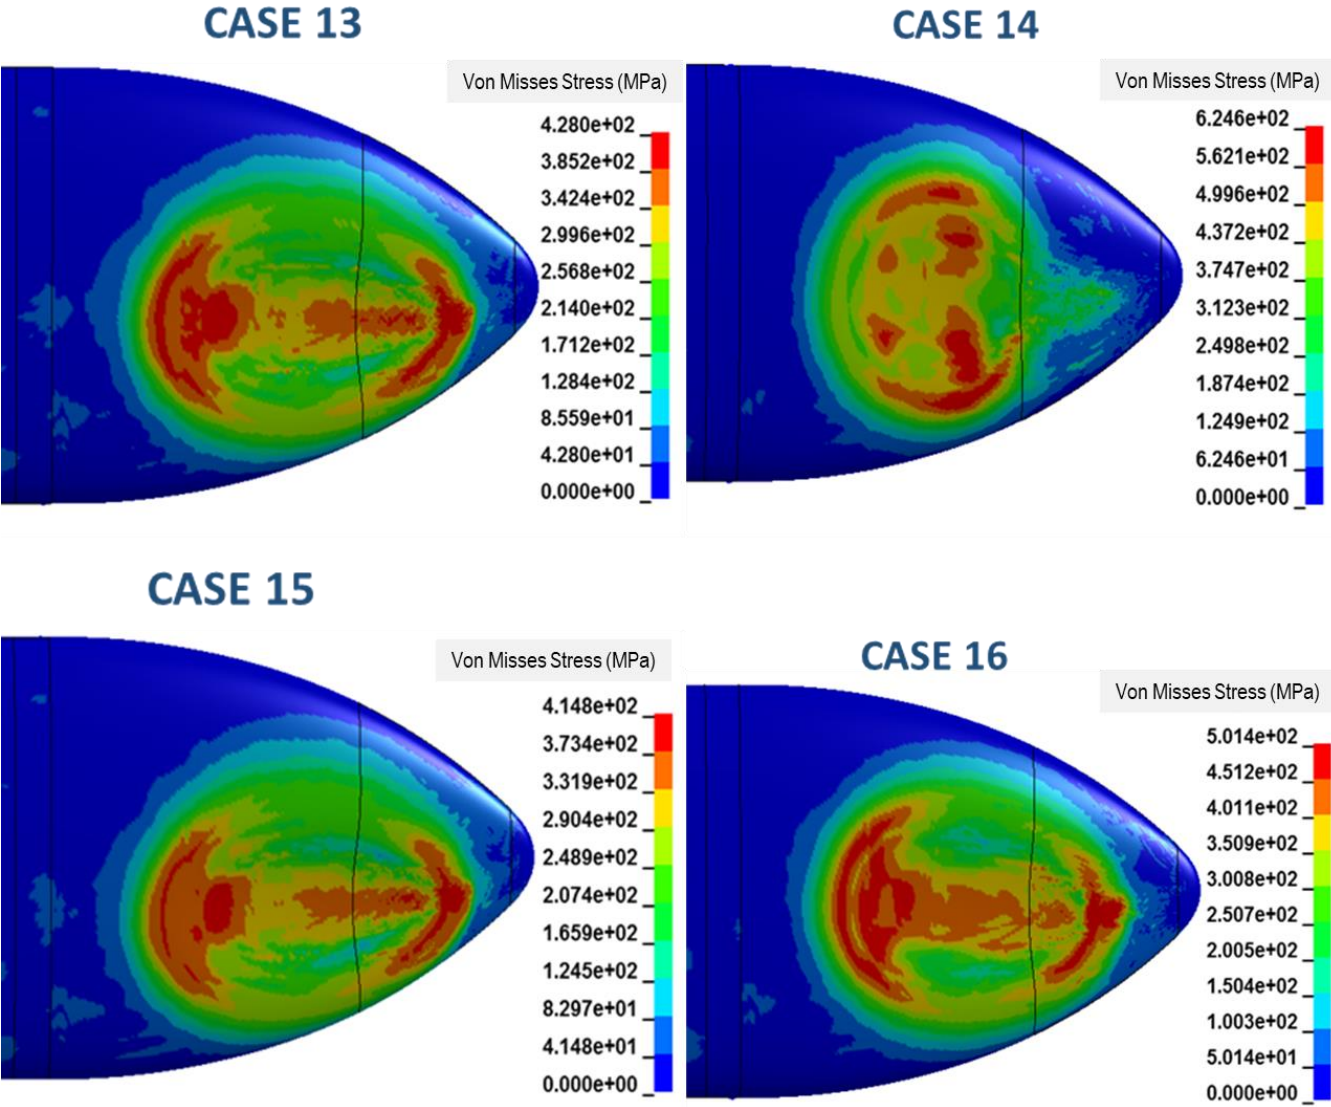 CASE 13
Von Misses Stress (MPa)
4.280e+02
3.852e+02
3.424e+02
2.996e+02
2.568e+02
2.140e+02
1.712e+02
1.284e+02
8.559e+01
4.280e+01
0.000e+00
CASE 14
Von Misses Stress (MPa)
6.246e+02
5.621e+02
4.996e+02
4.372e+02
3.747e+02
3.123e+02
2.498e+02
1.874e+02
1.249e+02
6.246e+01
0.000e+00
CASE 15
Von Misses Stress (MPa)
4.148e+02
3.734e+02
3.319e+02
2.904e+02
2.489e+02
2.074e+02
1.659e+02
1.245e+02
8.297e+01
4.148e+01
0.000e+00
CASE 16
Von Misses Stress (MPa)
5.014e+02
4.512e+02
4.011e+02
3.509e+02
3.008e+02
2.507e+02
2.005e+02
1.504e+02
1.003e+02
5.014e+01
0.000e+00